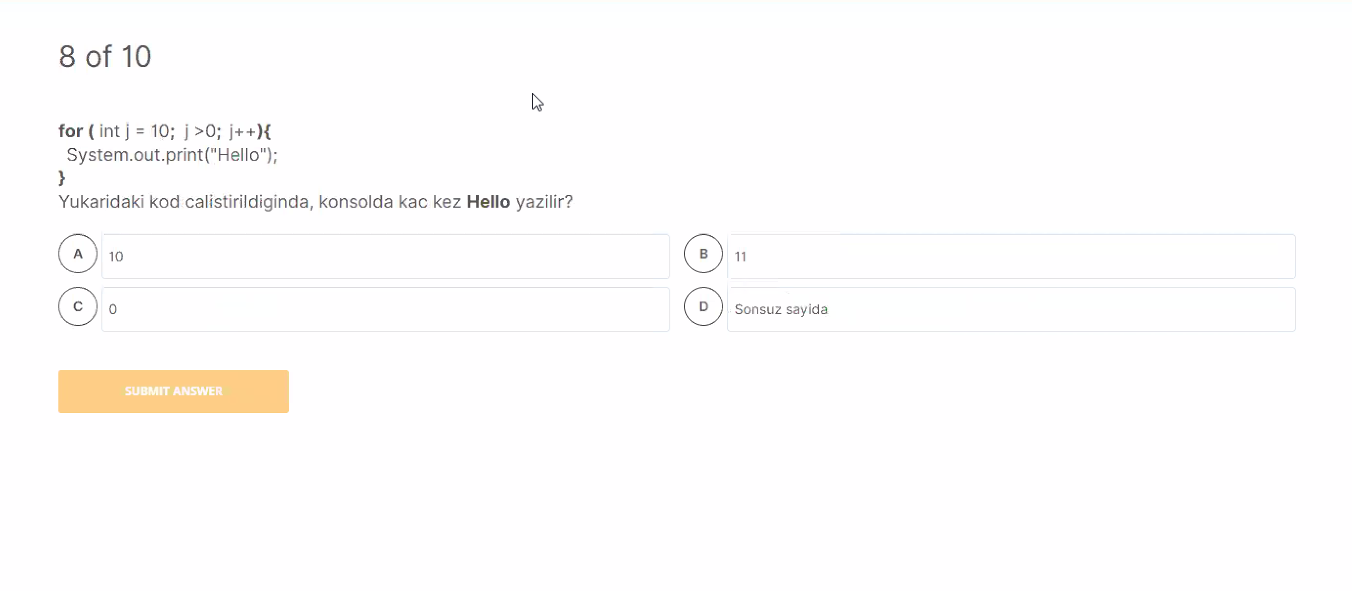 8 of 10
for ( int j = 10; j >0; j++){
System.out.print("Hello");
}
Yukaridaki kod calistirildiginda, konsolda kac kez Hello yazilir?
A 10
B 11
C 0
D Sonsuz sayida
SUBMIT ANSWER